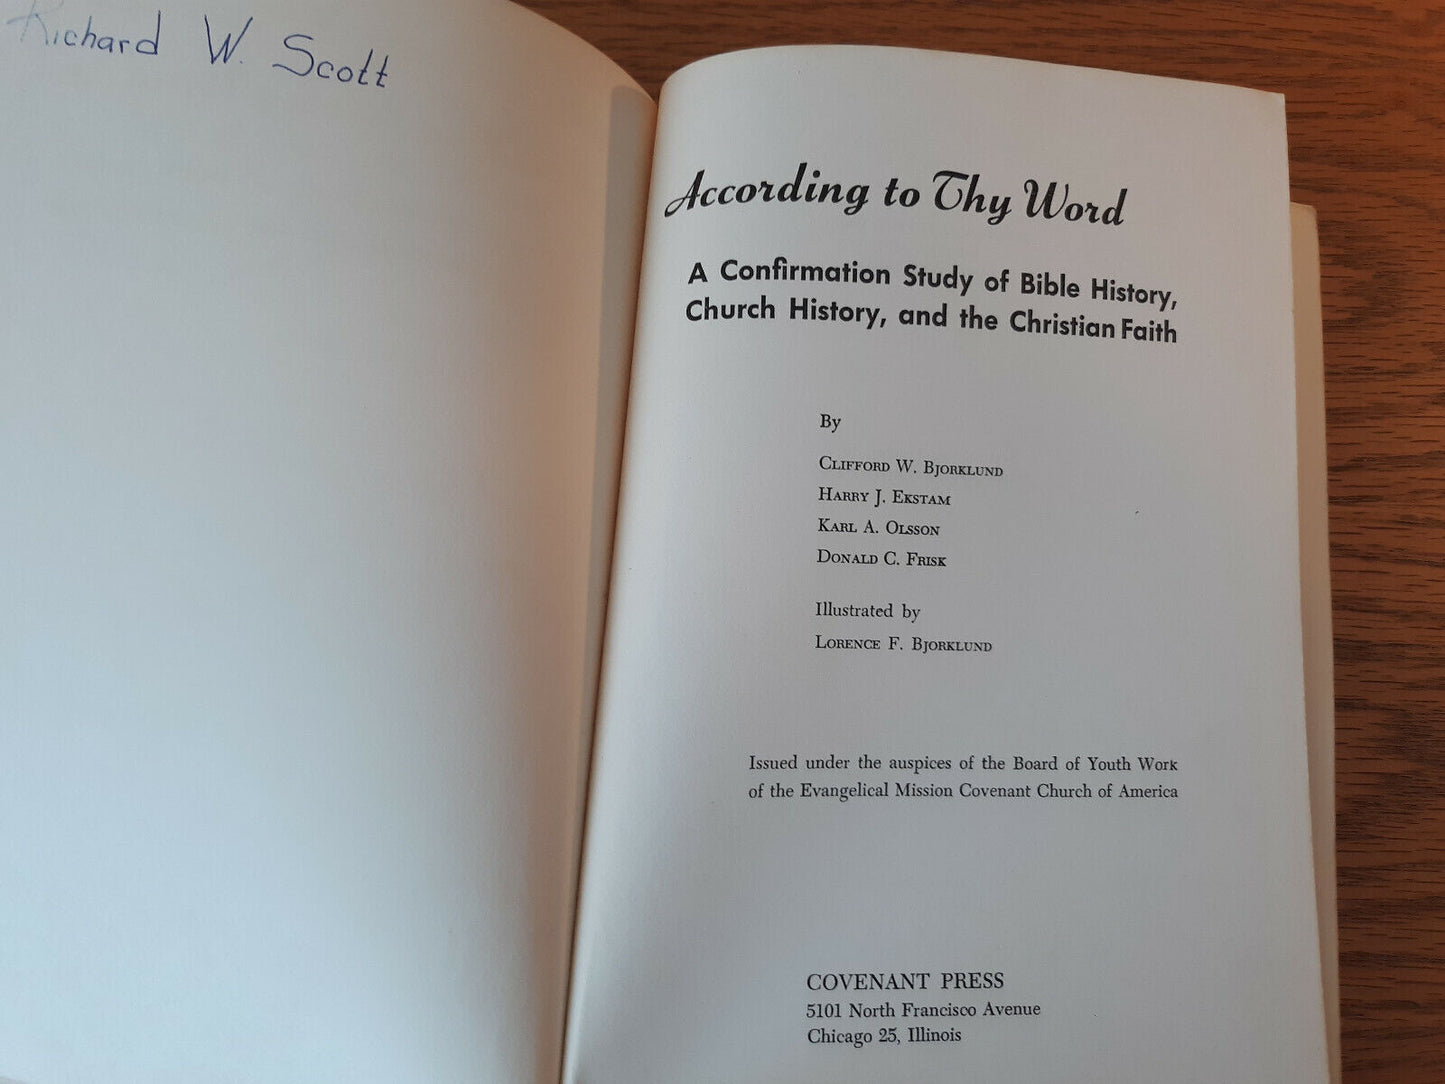 Richard W. Scott
According to Thy Word
A Confirmation Study of Bible History,
Church History, and the Christian Faith
By
CLIFFORD W. BJORKLUND
HARRY J. EKSTAM
KARL A. OLSSON
DONALD C. FRISK
Illustrated by
LORENCE F. BJORKLUND
Issued under the auspices of the Board of Youth Work
of the Evangelical Mission Covenant Church of America
COVENANT PRESS
5101 North Francisco Avenue
Chicago 25, Illinois